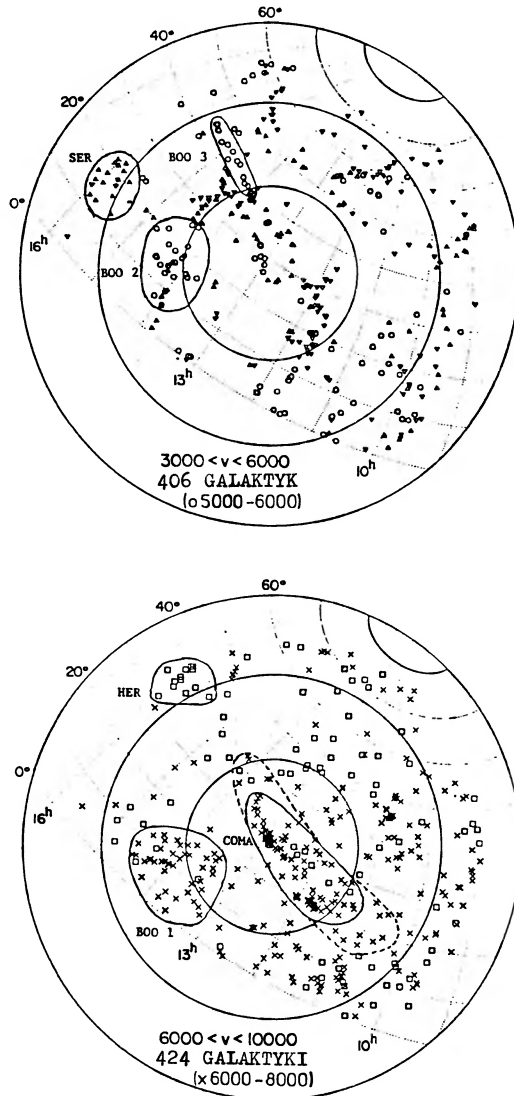 60°
40°
20°
SER
BOO 3
0°
16ʰ
BOO 2
13ʰ
3000 < v < 6000
10ʰ
406 GALAKTYK
(o 5000 - 6000)
60°
40°
20°
HER
0°
16ʰ
COMA
BOO 1
13ʰ
6000 < v < 10000
10ʰ
424 GALAKTYKI
(x 6000 - 8000)